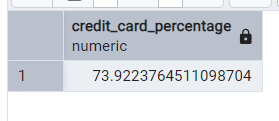 credit_card_percentage
numeric
1 73.9223764511098704